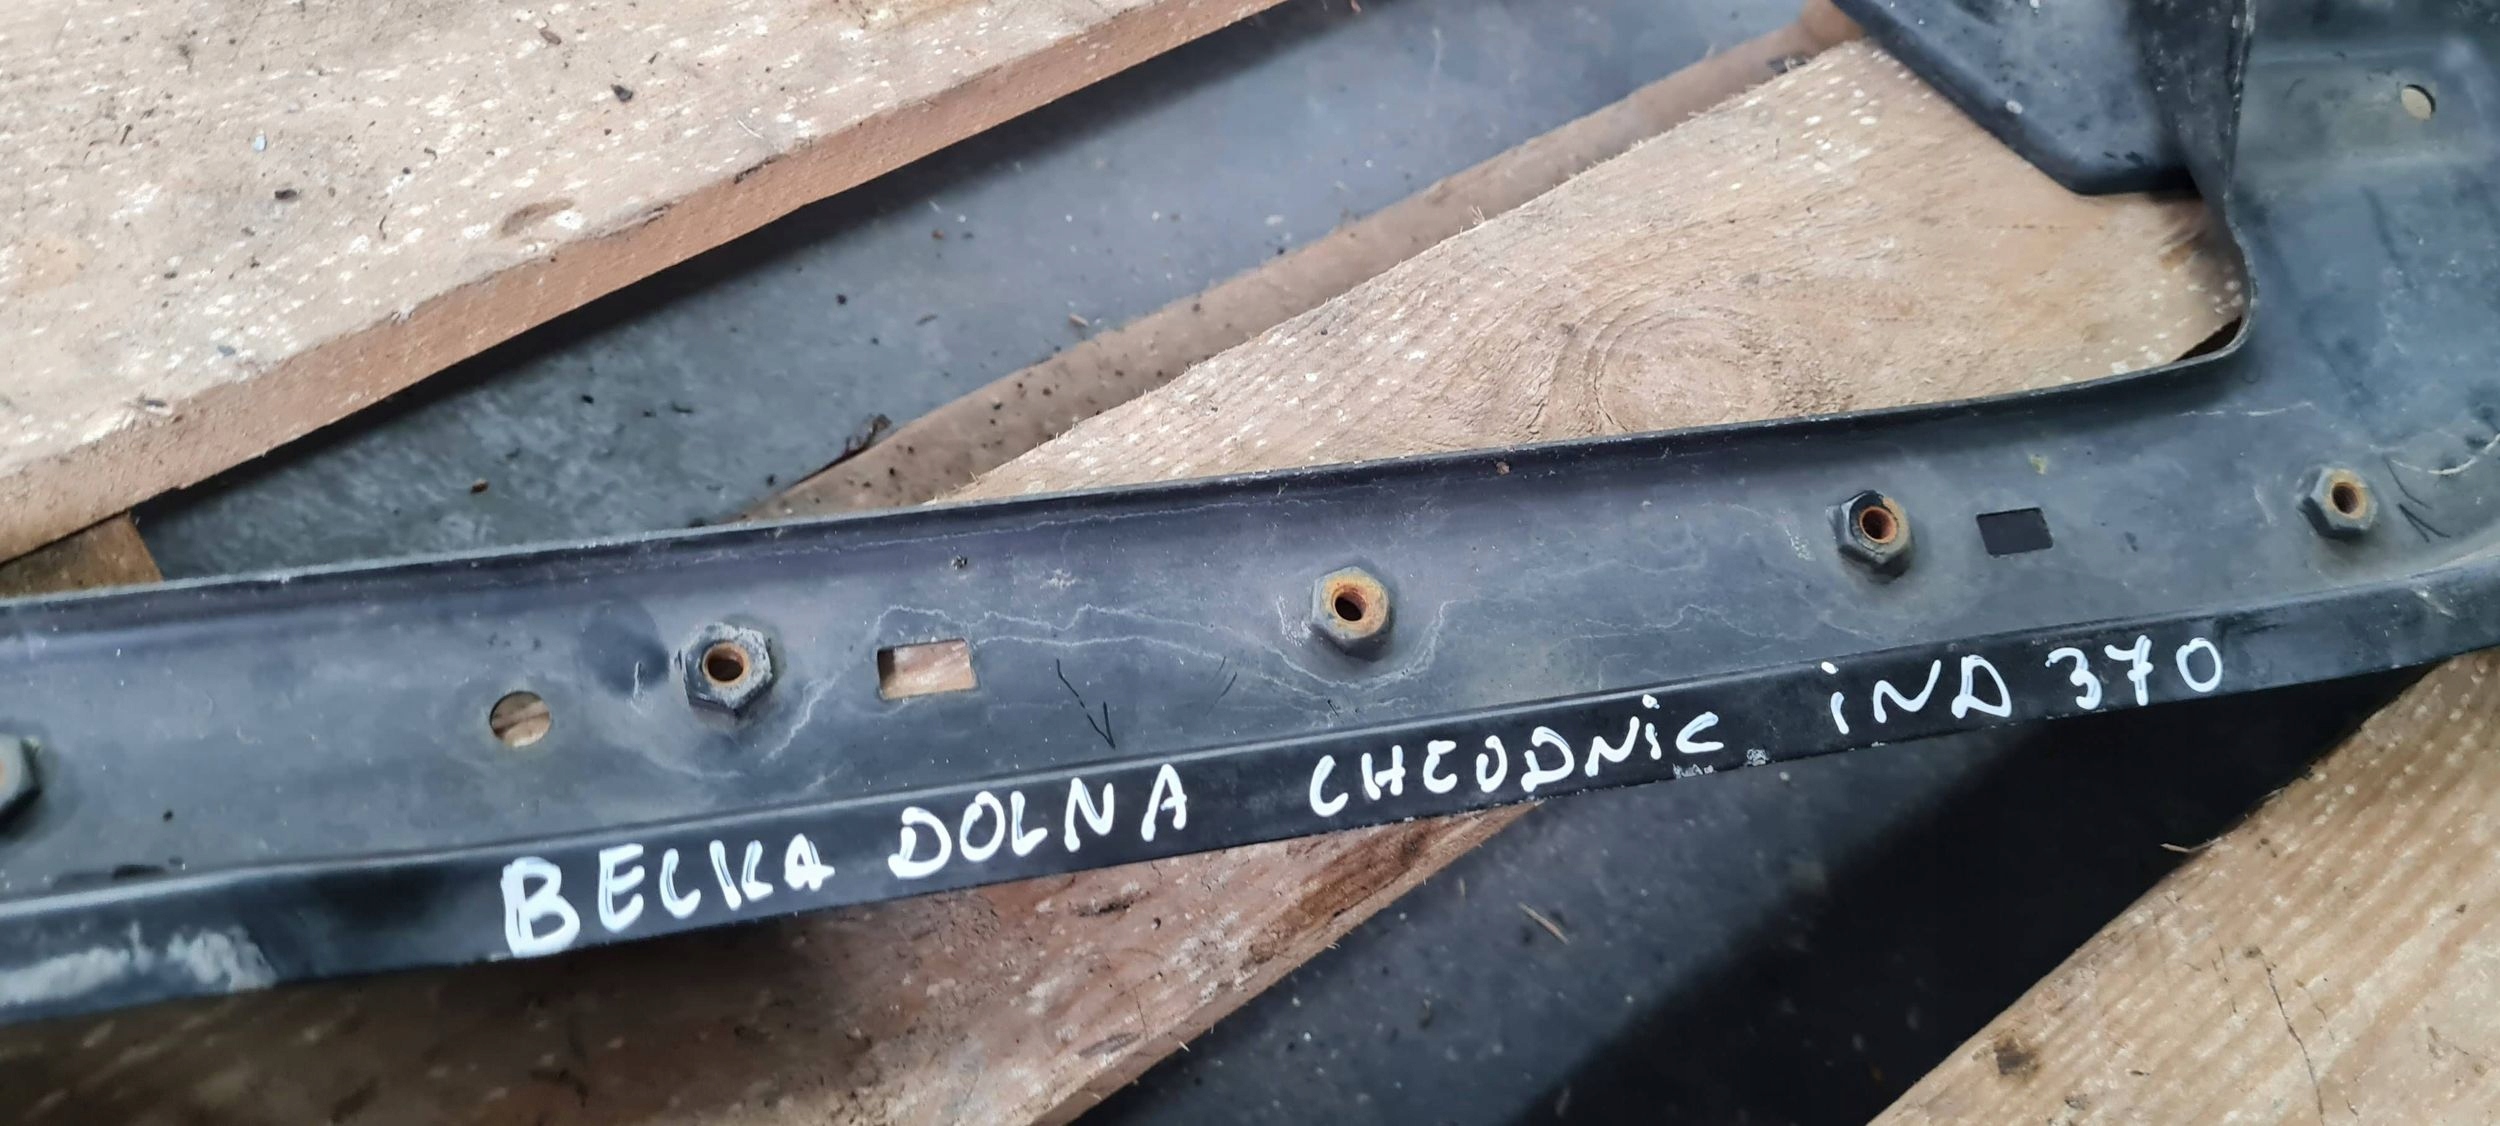 BELKA DOLNA CHŁODNIC IND 370